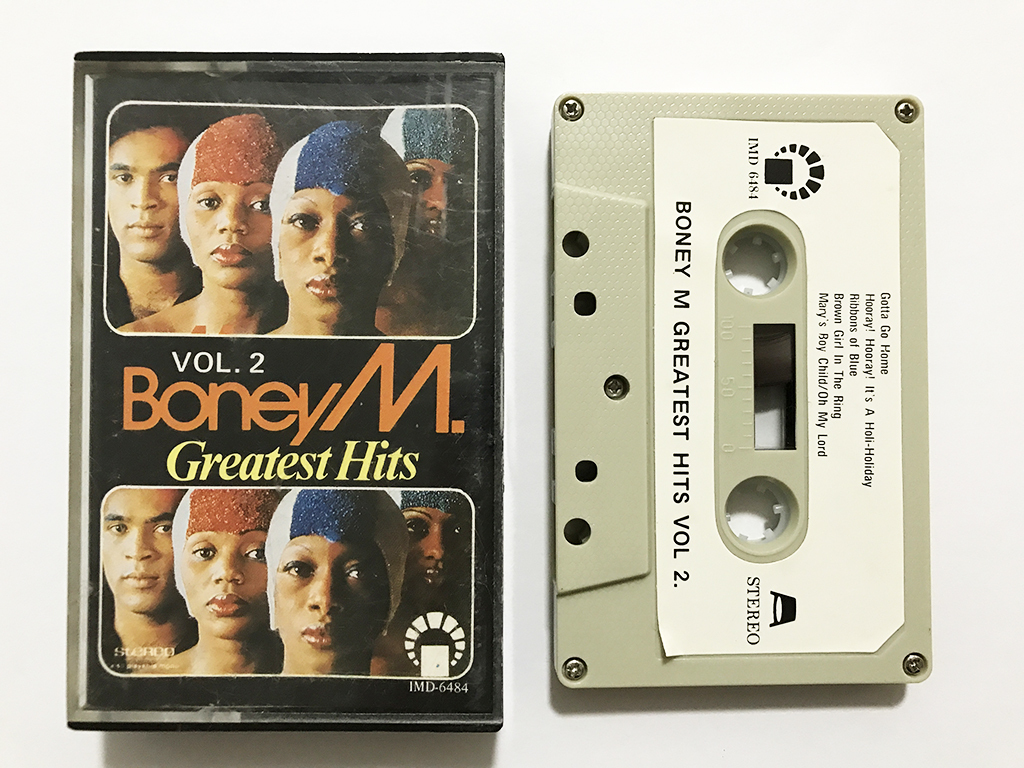 VOL. 2
Boney M.
Greatest Hits
stereo
IMD-6484
IMD 6484
Gotta Go Home
Hooray! Hooray! It's A Holi-Holiday
Ribbons of Blue
Brown Girl In The Ring
Mary's Boy Child/Oh My Lord
100 50 0
BONEY M GREATEST HITS VOL 2.
A
STEREO